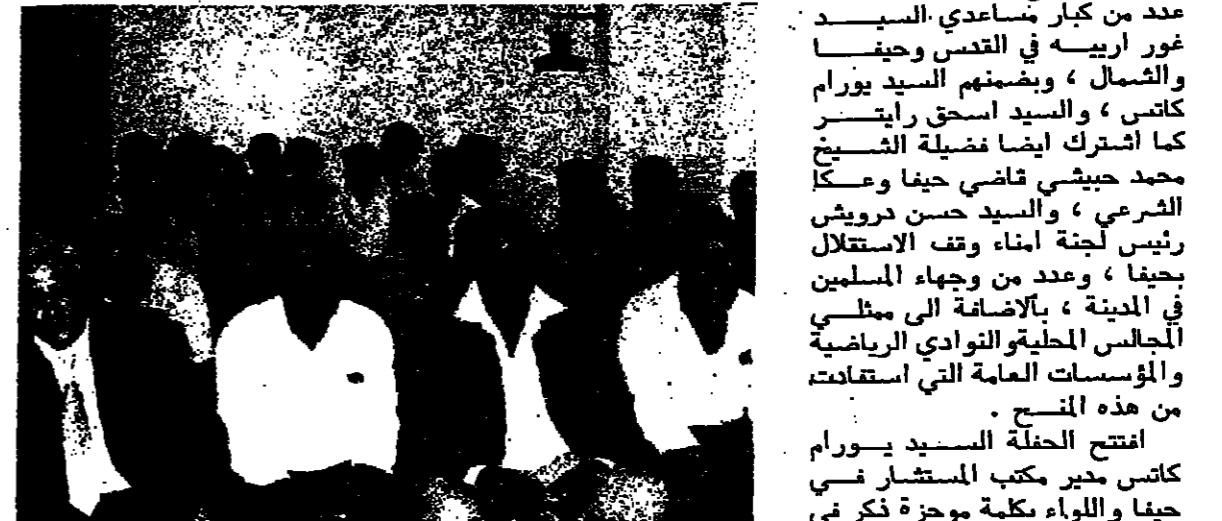 عدد من كبار مساعدي السيد
غور اربيه في القدس وحيفا
والشمال ، وبضمنهم السيد يورام
كاتس ، والسيد اسحق رايتر
كما اشترك ايضا فضيلة الشيخ
محمد حبيشي قاضي حيفا وعكا
الشرعي ، والسيد حسن درويش
رئيس لجنة امناء وقف الاستقلال
بحيفا ، وعدد من وجهاء المسلمين
في المدينة ، بالاضافة الى ممثلي
المجالس المحلية والنوادي الرياضية
والمؤسسات العامة التي استفادت
من هذه المنح .
افتتح الحفلة السيد يورام
كاتس مدير مكتب المستشار في
حيفا واللواء بكلمة موجزة ذكر في